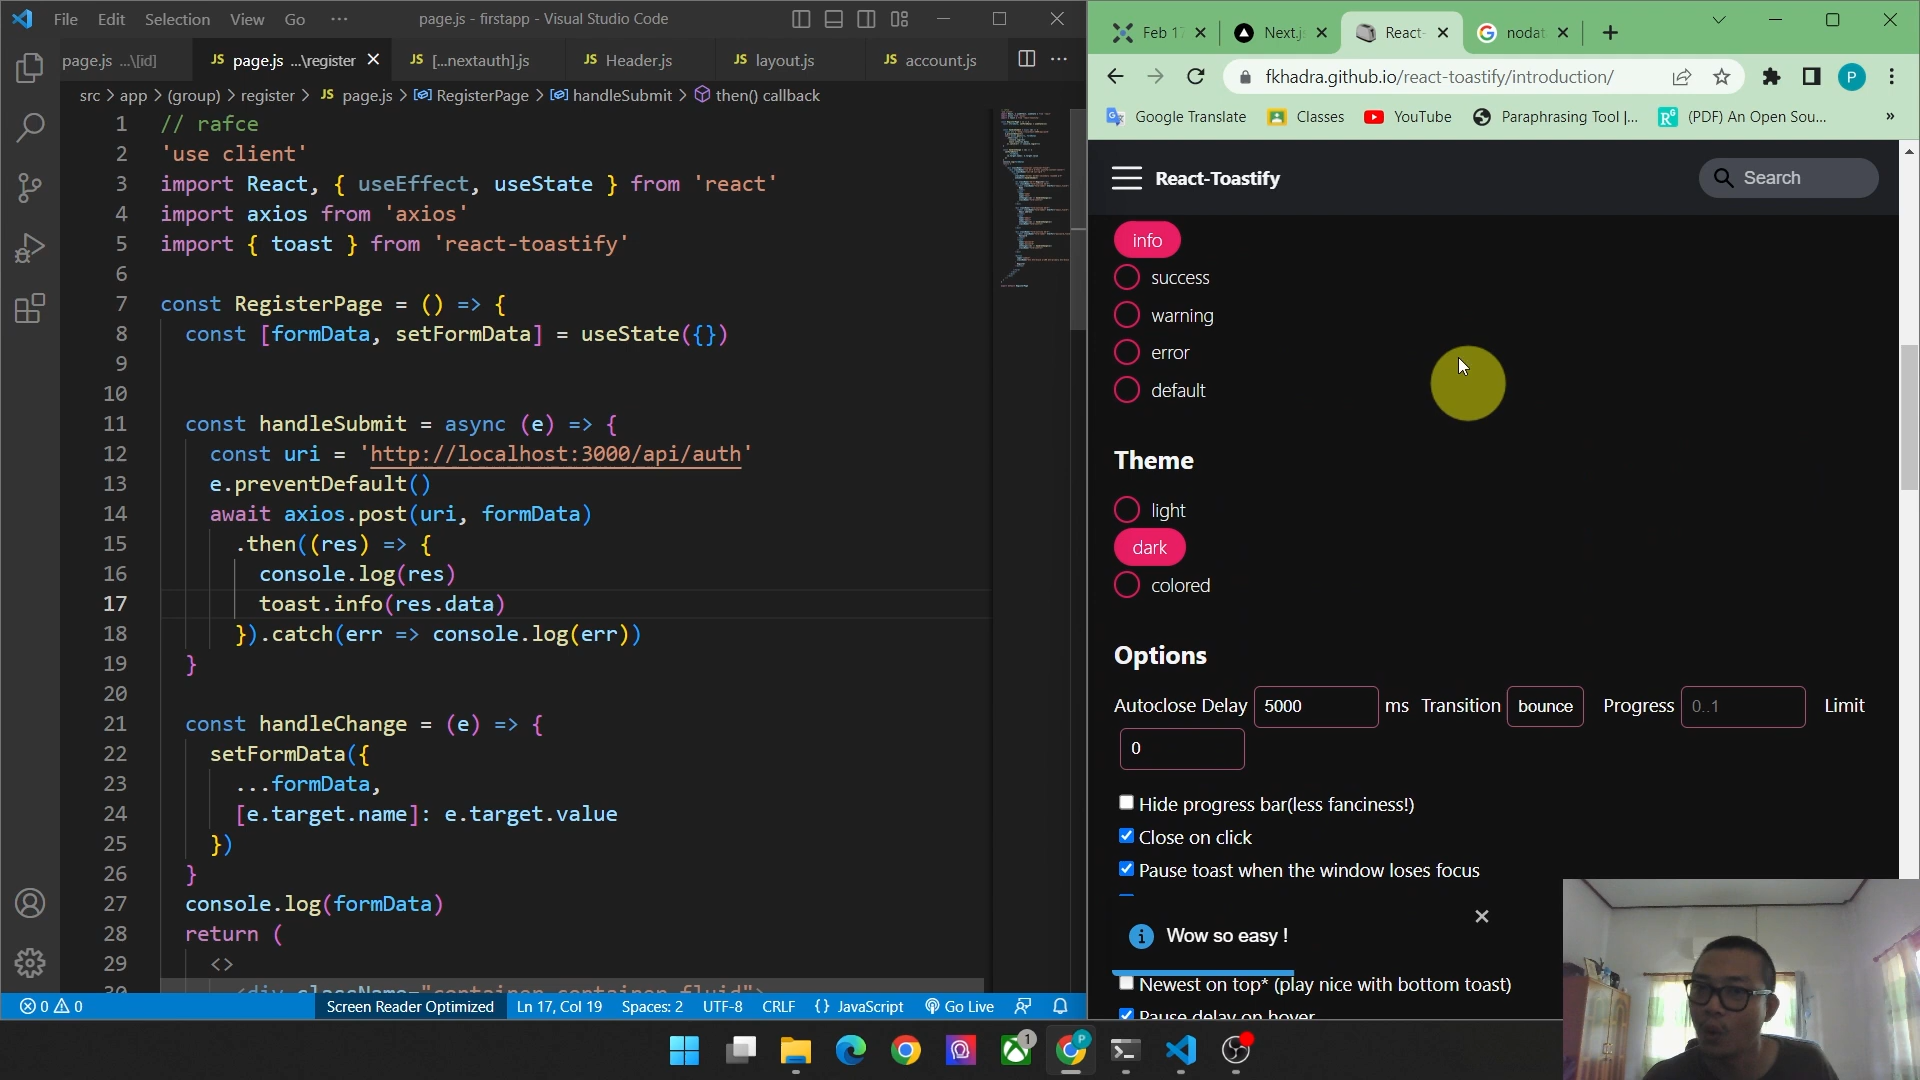 File Edit Selection View Go ··· page.js - firstapp - Visual Studio Code
page.js ...\[id] JS page.js ...\register JS [...nextauth].js JS Header.js JS layout.js JS account.js
src > app > (group) > register > JS page.js > RegisterPage > handleSubmit > then() callback
1 // rafce
2 'use client'
3 import React, { useEffect, useState } from 'react'
4 import axios from 'axios'
5 import { toast } from 'react-toastify'
6
7 const RegisterPage = () => {
8 const [formData, setFormData] = useState({})
9
10
11 const handleSubmit = async (e) => {
12 const uri = 'http://localhost:3000/api/auth'
13 e.preventDefault()
14 await axios.post(uri, formData)
15 .then((res) => {
16 console.log(res)
17 toast.info(res.data)
18 }).catch(err => console.log(err))
19 }
20
21 const handleChange = (e) => {
22 setFormData({
23 ...formData,
24 [e.target.name]: e.target.value
25 })
26 }
27 console.log(formData)
28 return (
29 <>
30 <div className="container container-fluid">
0 0 Screen Reader Optimized Ln 17, Col 19 Spaces: 2 UTF-8 CRLF {} JavaScript Go Live
Feb 17 Next.js React- nodat
fkhadra.github.io/react-toastify/introduction/ P
Google Translate Classes YouTube Paraphrasing Tool |... (PDF) An Open Sou... »
React-Toastify Search
info
success
warning
error
default
Theme
light
dark
colored
Options
Autoclose Delay 5000 ms Transition bounce Progress 0..1 Limit
0
Hide progress bar(less fanciness!)
Close on click
Pause toast when the window loses focus
Wow so easy !
Newest on top* (play nice with bottom toast)
Pause delay on hover
1 P